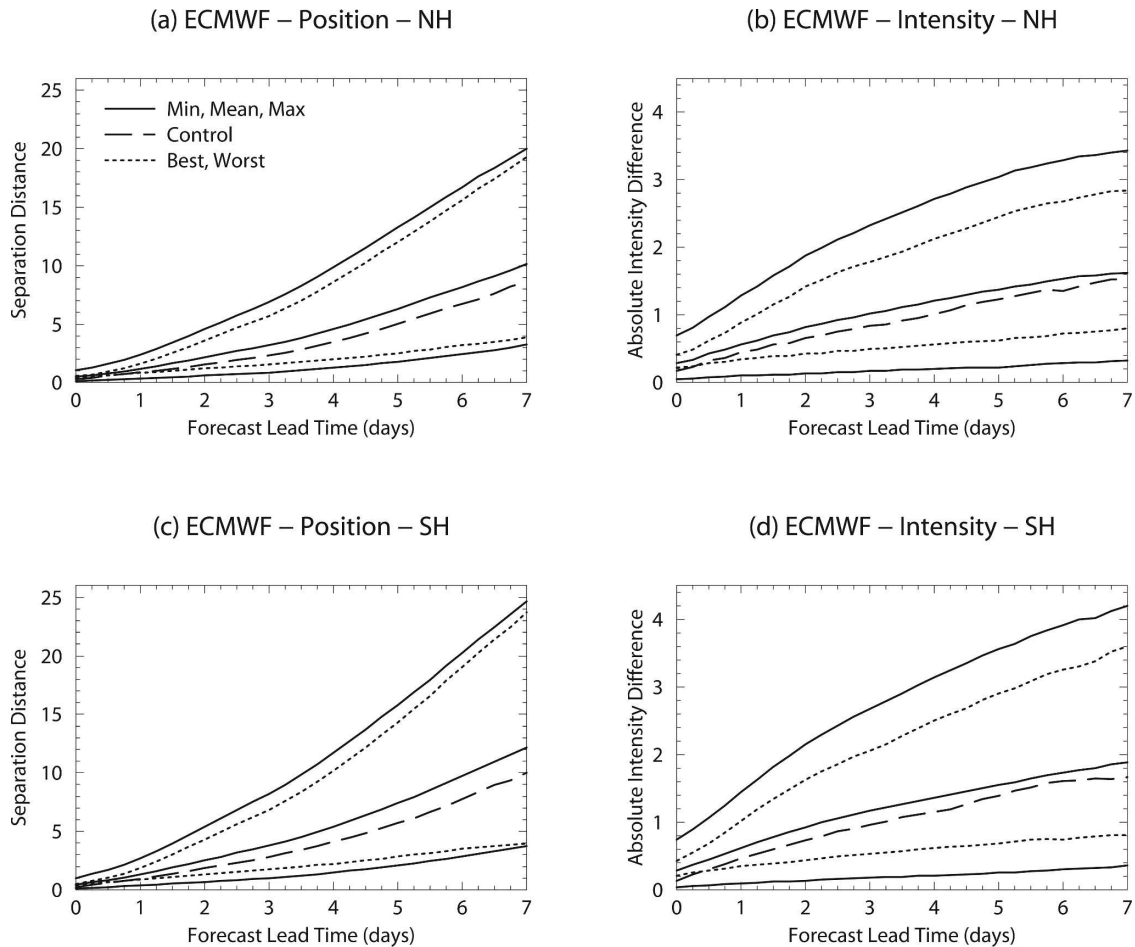 (a) ECMWF – Position – NH
25
20
15
10
5
0
Separation Distance
Min, Mean, Max
Control
Best, Worst
0 1 2 3 4 5 6 7
Forecast Lead Time (days)
(b) ECMWF – Intensity – NH
4
3
2
1
0
Absolute Intensity Difference
0 1 2 3 4 5 6 7
Forecast Lead Time (days)
(c) ECMWF – Position – SH
25
20
15
10
5
0
Separation Distance
0 1 2 3 4 5 6 7
Forecast Lead Time (days)
(d) ECMWF – Intensity – SH
4
3
2
1
0
Absolute Intensity Difference
0 1 2 3 4 5 6 7
Forecast Lead Time (days)